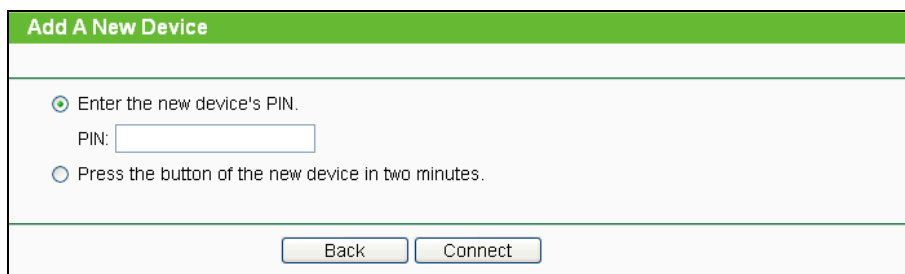 Add A New Device
Enter the new device's PIN.
PIN:
Press the button of the new device in two minutes.
Back Connect